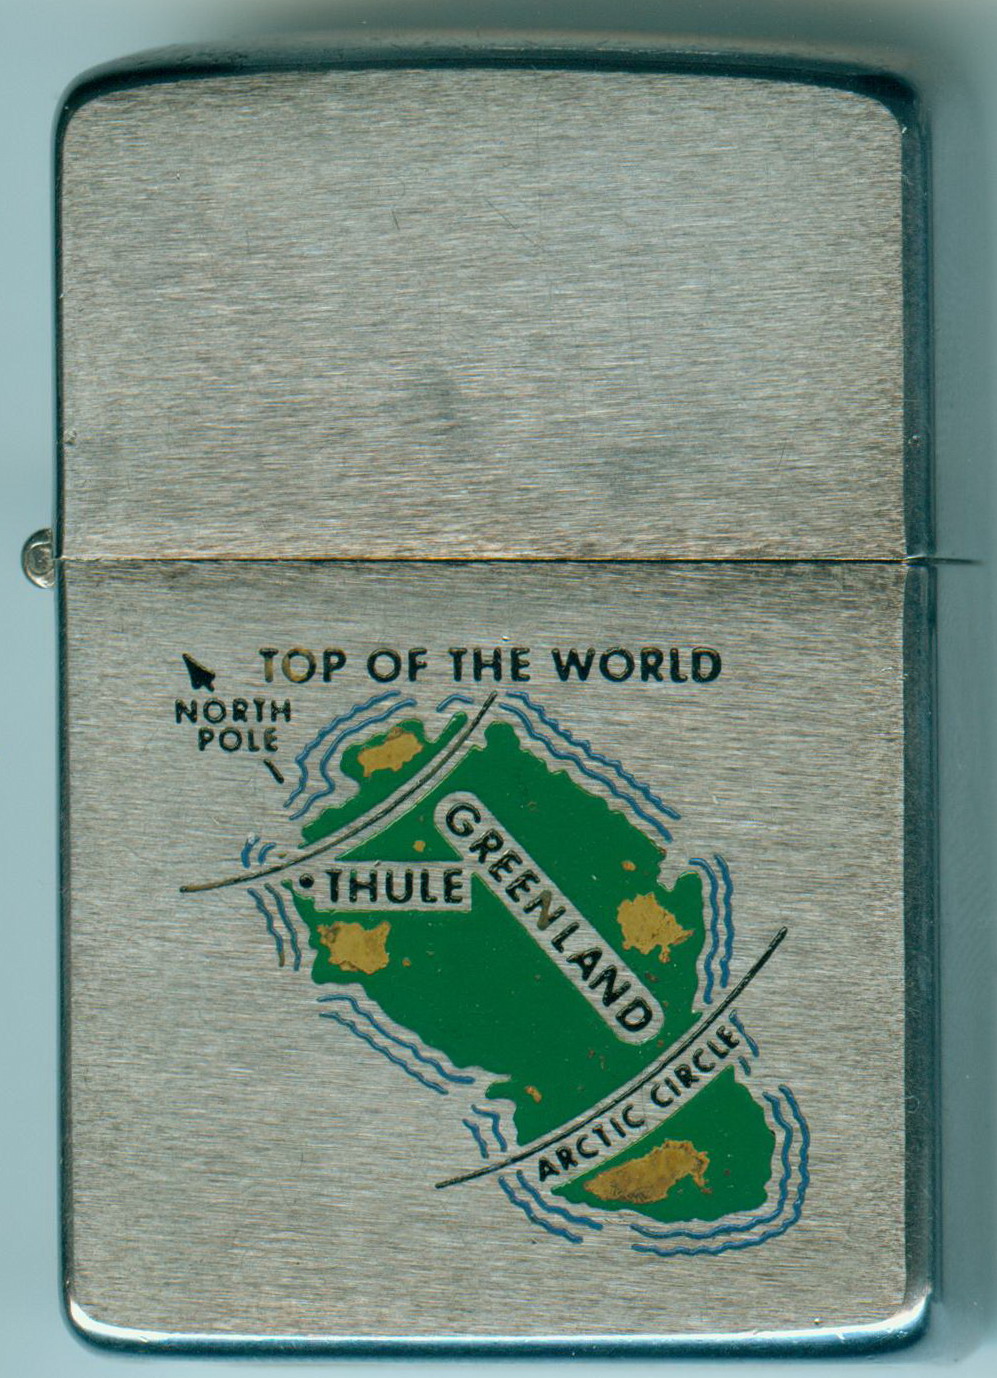 TOP OF THE WORLD
NORTH
POLE
GREENLAND
THULE
ARCTIC CIRCLE